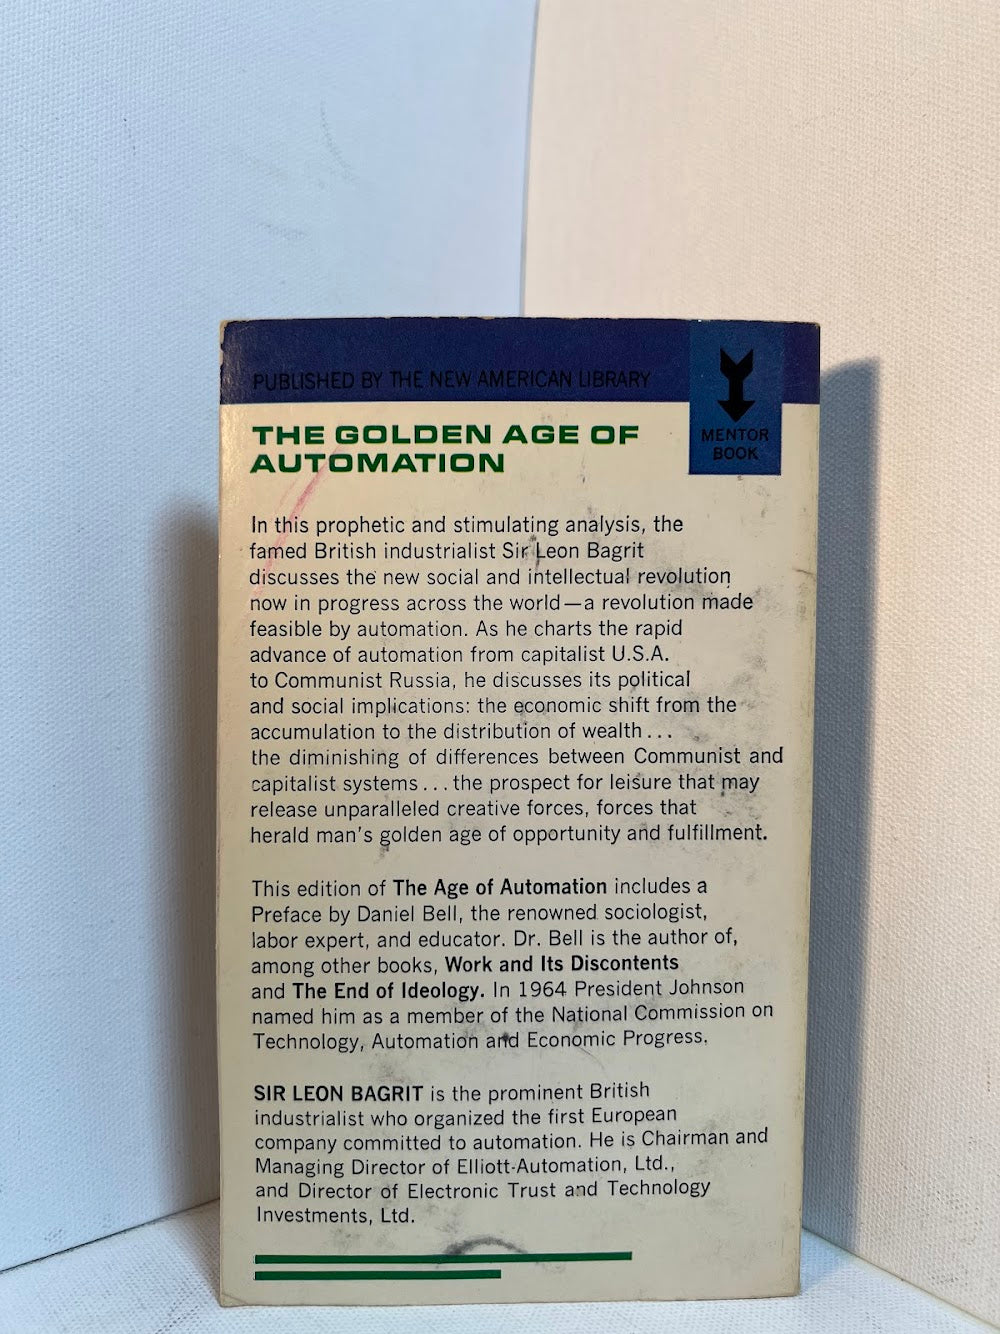 PUBLISHED BY THE NEW AMERICAN LIBRARY
MENTOR
BOOK
THE GOLDEN AGE OF
AUTOMATION
In this prophetic and stimulating analysis, the
famed British industrialist Sir Leon Bagrit
discusses the new social and intellectual revolution
now in progress across the world—a revolution made
feasible by automation. As he charts the rapid
advance of automation from capitalist U.S.A.
to Communist Russia, he discusses its political
and social implications: the economic shift from the
accumulation to the distribution of wealth...
the diminishing of differences between Communist and
capitalist systems...the prospect for leisure that may
release unparalleled creative forces, forces that
herald man's golden age of opportunity and fulfillment.
This edition of The Age of Automation includes a
Preface by Daniel Bell, the renowned sociologist,
labor expert, and educator. Dr. Bell is the author of,
among other books, Work and Its Discontents
and The End of Ideology. In 1964 President Johnson
named him as a member of the National Commission on
Technology, Automation and Economic Progress.
SIR LEON BAGRIT is the prominent British
industrialist who organized the first European
company committed to automation. He is Chairman and
Managing Director of Elliott-Automation, Ltd.,
and Director of Electronic Trust and Technology
Investments, Ltd.